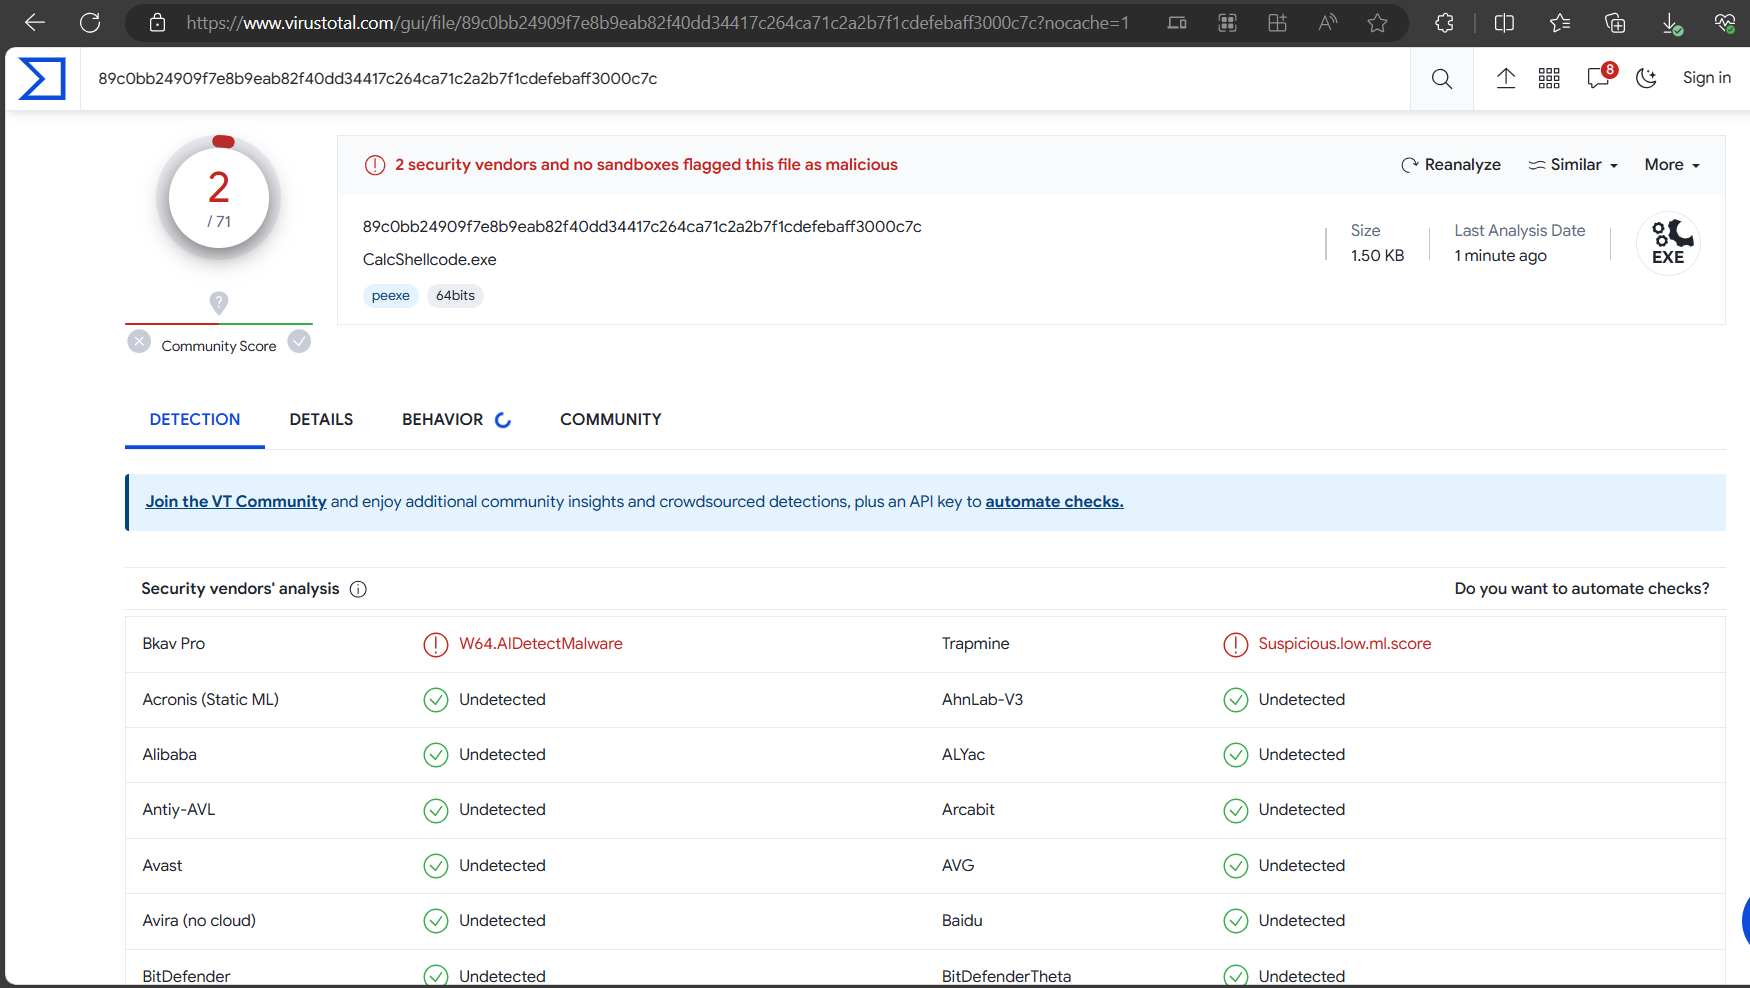 https://www.virustotal.com/gui/file/89c0bb24909f7e8b9eab82f40dd34417c264ca71c2a2b7f1cdefebaff3000c7c?nocache=1
89c0bb24909f7e8b9eab82f40dd34417c264ca71c2a2b7f1cdefebaff3000c7c
8
Sign in
2
/ 71
2 security vendors and no sandboxes flagged this file as malicious
Reanalyze
Similar
More
89c0bb24909f7e8b9eab82f40dd34417c264ca71c2a2b7f1cdefebaff3000c7c
CalcShellcode.exe
peexe
64bits
Size
1.50 KB
Last Analysis Date
1 minute ago
EXE
?
Community Score
DETECTION
DETAILS
BEHAVIOR
COMMUNITY
Join the VT Community and enjoy additional community insights and crowdsourced detections, plus an API key to automate checks.
Security vendors' analysis
Do you want to automate checks?
Bkav Pro
W64.AIDetectMalware
Trapmine
Suspicious.low.ml.score
Acronis (Static ML)
Undetected
AhnLab-V3
Undetected
Alibaba
Undetected
ALYac
Undetected
Antiy-AVL
Undetected
Arcabit
Undetected
Avast
Undetected
AVG
Undetected
Avira (no cloud)
Undetected
Baidu
Undetected
BitDefender
Undetected
BitDefenderTheta
Undetected